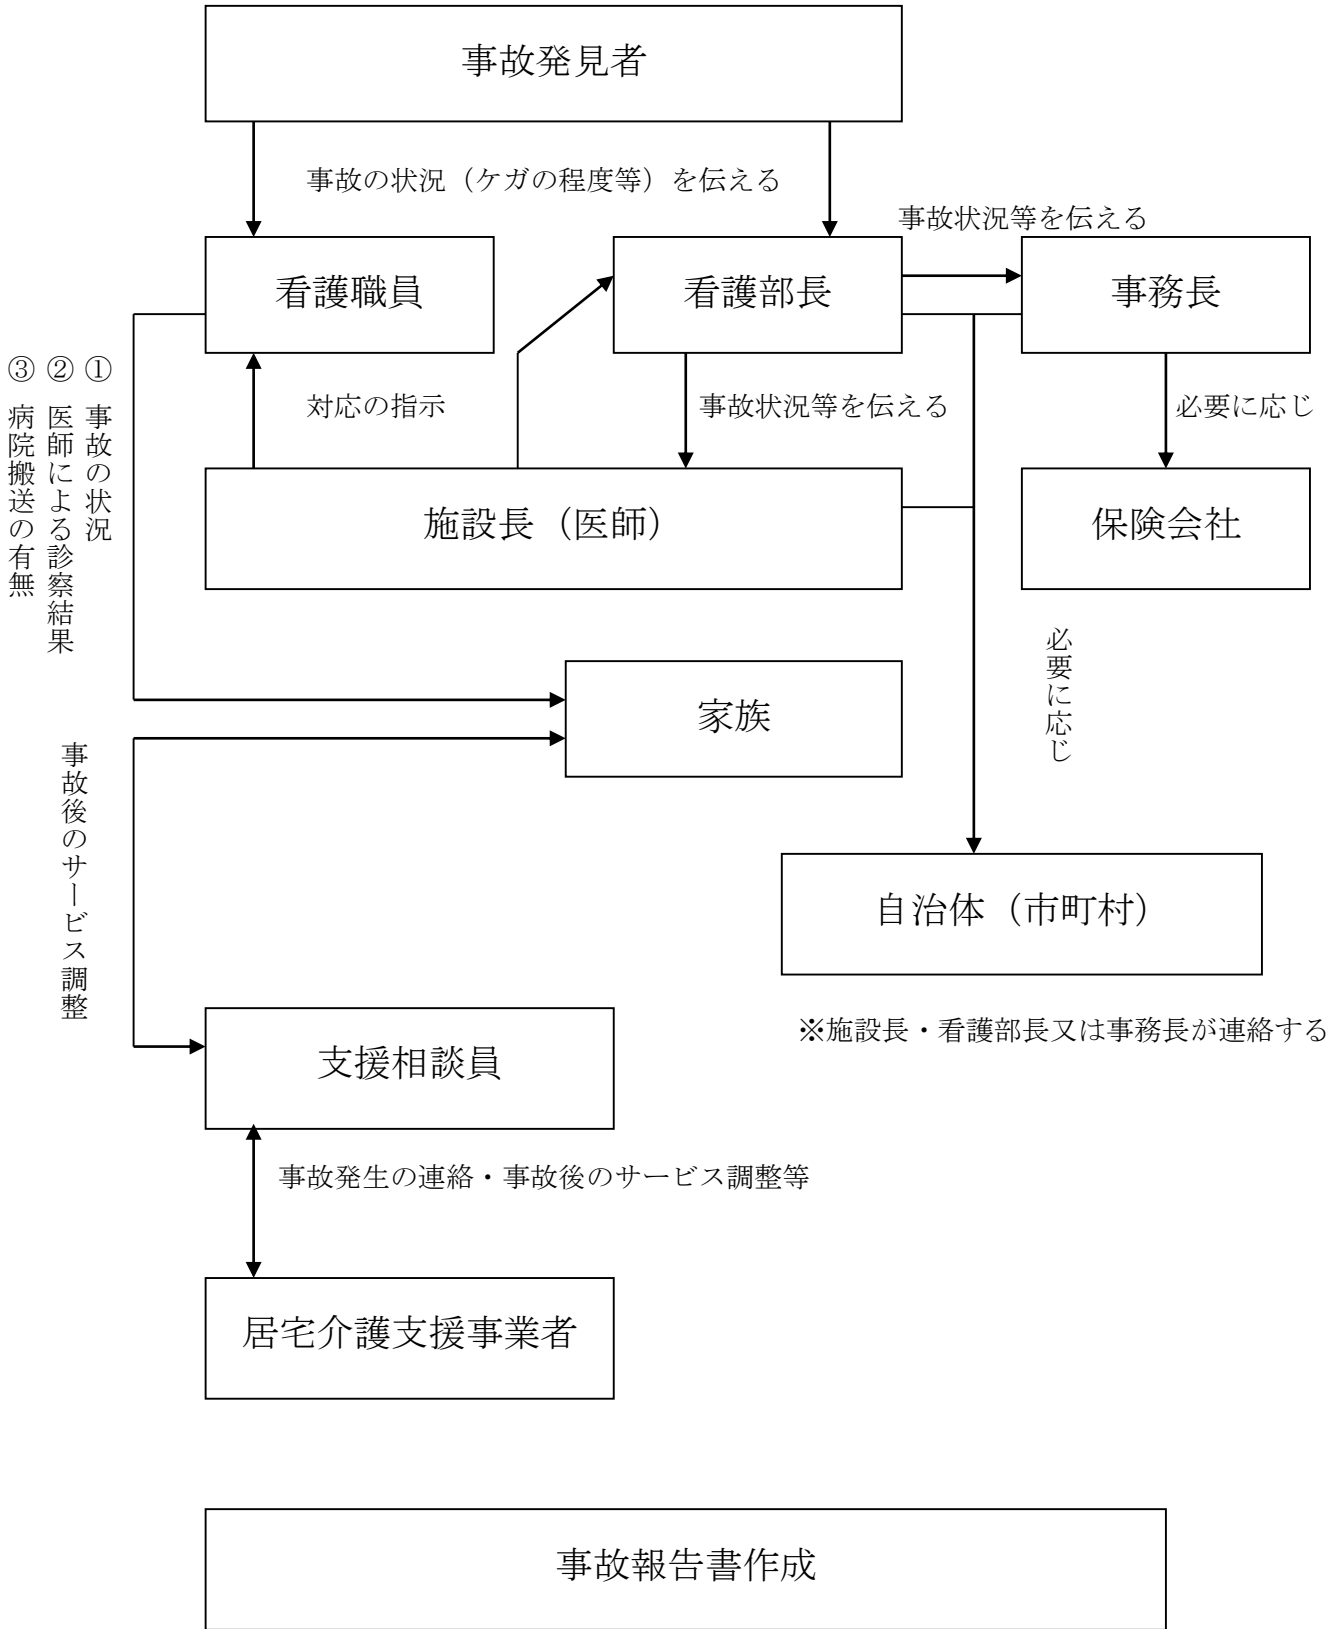 事故発見者
事故の状況（ケガの程度等）を伝える
事故状況等を伝える
看護職員
看護部長
事務長
① 事故の状況
② 医師による診察結果
③ 病院搬送の有無
対応の指示
事故状況等を伝える
必要に応じ
施設長（医師）
保険会社
必要に応じ
家族
事故後のサービス調整
自治体（市町村）
※施設長・看護部長又は事務長が連絡する
支援相談員
事故発生の連絡・事故後のサービス調整等
居宅介護支援事業者
事故報告書作成